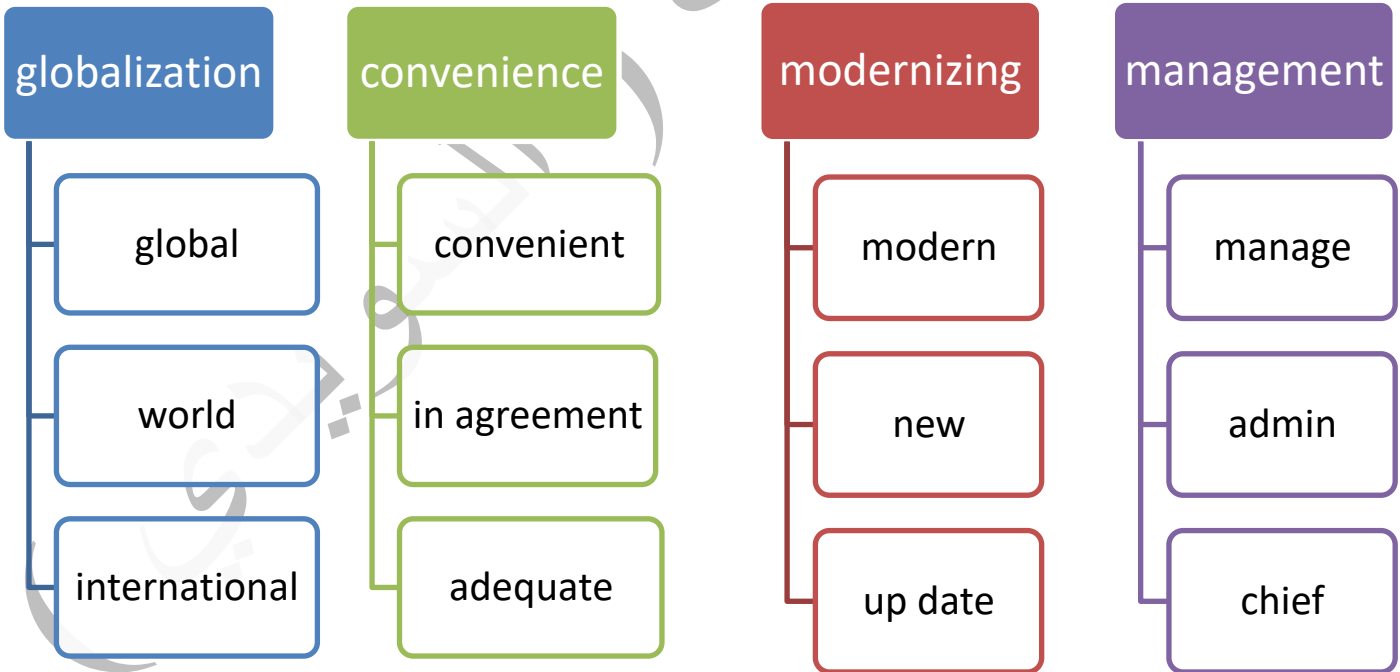 globalization
global
world
international
convenience
convenient
in agreement
adequate
modernizing
modern
new
up date
management
manage
admin
chief